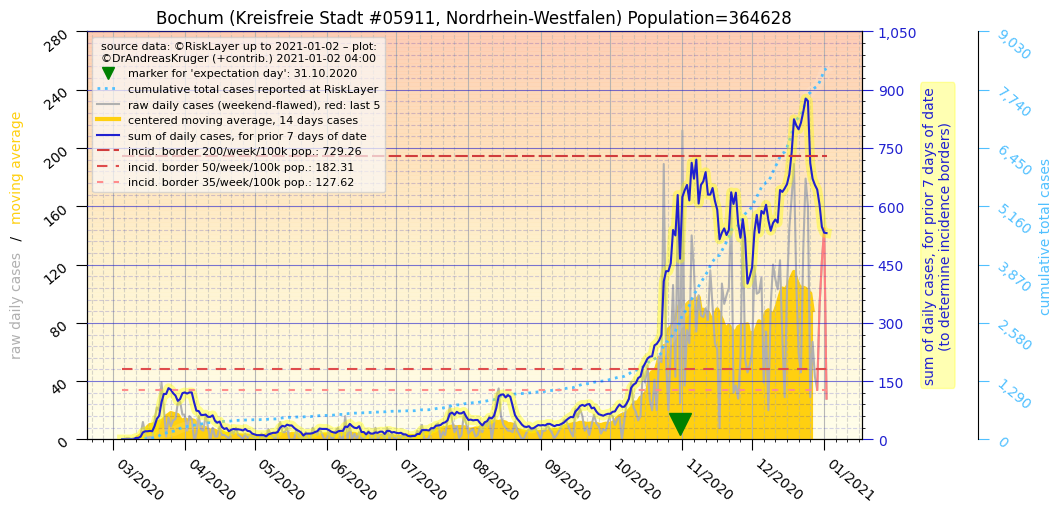 Bochum (Kreisfreie Stadt #05911, Nordrhein-Westfalen) Population=364628
source data: ©RiskLayer up to 2021-01-02 – plot:
©DrAndreasKruger (+contrib.) 2021-01-02 04:00
marker for 'expectation day': 31.10.2020
cumulative total cases reported at RiskLayer
raw daily cases (weekend-flawed), red: last 5
centered moving average, 14 days cases
sum of daily cases, for prior 7 days of date
incid. border 200/week/100k pop.: 729.26
incid. border 50/week/100k pop.: 182.31
incid. border 35/week/100k pop.: 127.62
raw daily cases / moving average
280
240
200
160
120
80
40
0
03/2020
04/2020
05/2020
06/2020
07/2020
08/2020
09/2020
10/2020
11/2020
12/2020
01/2021
1,050
900
750
600
450
300
150
0
sum of daily cases, for prior 7 days of date
(to determine incidence borders)
9,030
7,740
6,450
5,160
3,870
2,580
1,290
0
cumulative total cases